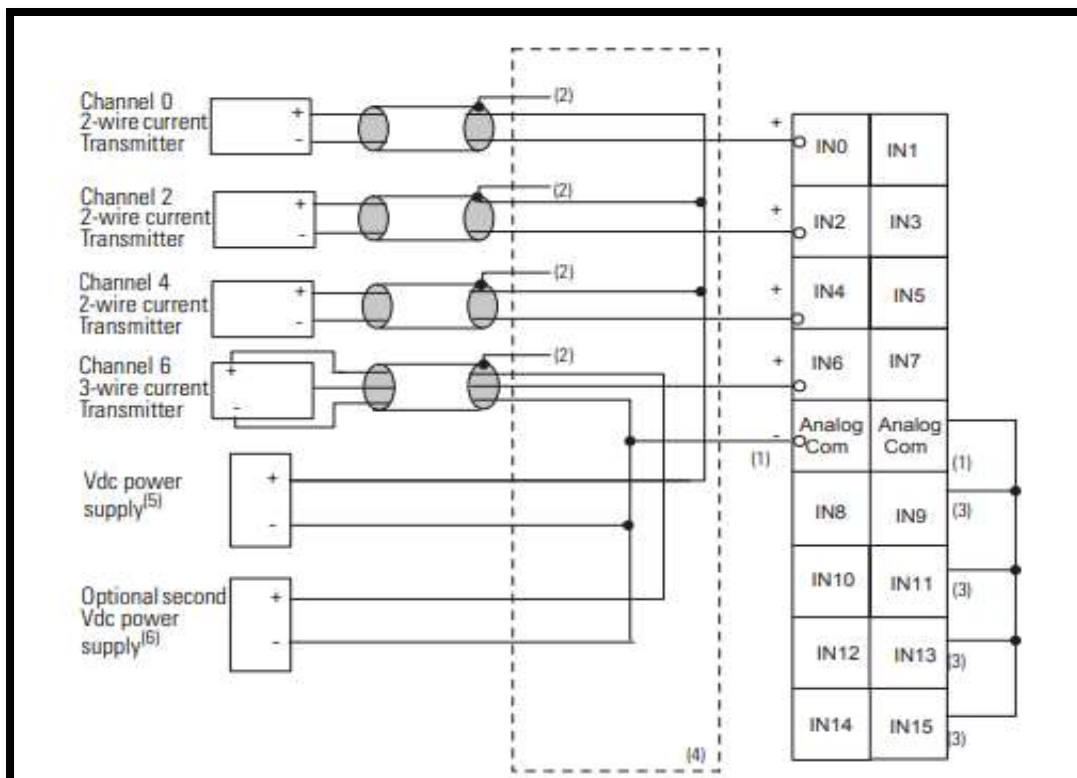 Channel 0
2-wire current
Transmitter
+
-
(2)
Channel 2
2-wire current
Transmitter
+
-
(2)
Channel 4
2-wire current
Transmitter
+
-
(2)
Channel 6
3-wire current
Transmitter
+
-
(2)
Vdc power
supply(5)
+
-
Optional second
Vdc power
supply(6)
+
-
(4)
+
IN0 IN1
+
IN2 IN3
+
IN4 IN5
+
IN6 IN7
-
(1)
Analog
Com
Analog
Com
(1)
IN8 IN9 (3)
IN10 IN11 (3)
IN12 IN13 (3)
IN14 IN15 (3)